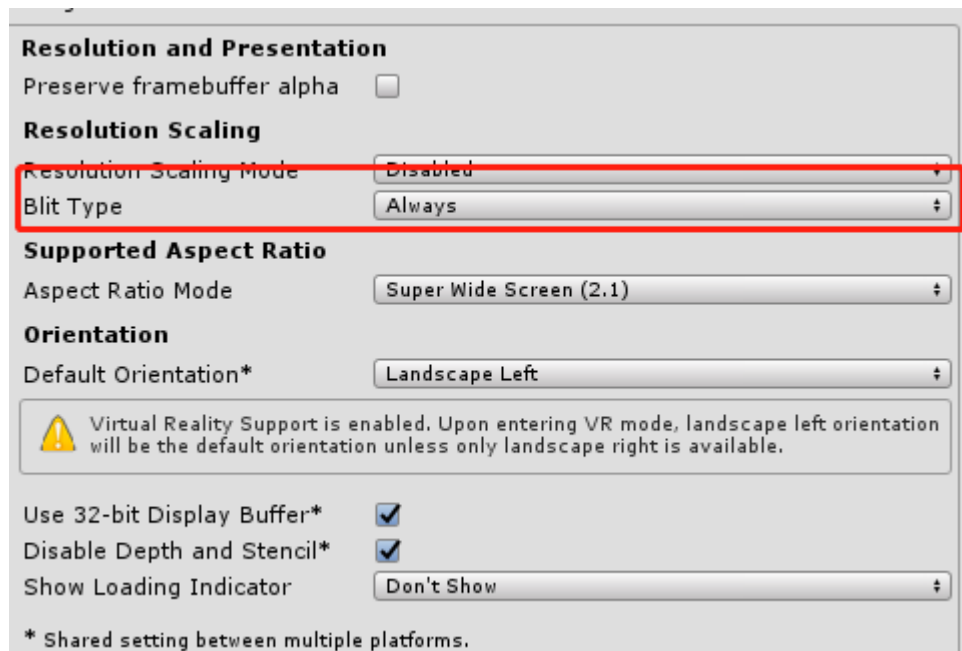 Resolution and Presentation
Preserve framebuffer alpha
Resolution Scaling
Resolution Scaling Mode Disabled
Blit Type Always
Supported Aspect Ratio
Aspect Ratio Mode Super Wide Screen (2.1)
Orientation
Default Orientation* Landscape Left
Virtual Reality Support is enabled. Upon entering VR mode, landscape left orientation
will be the default orientation unless only landscape right is available.
Use 32-bit Display Buffer*
Disable Depth and Stencil*
Show Loading Indicator Don't Show
* Shared setting between multiple platforms.